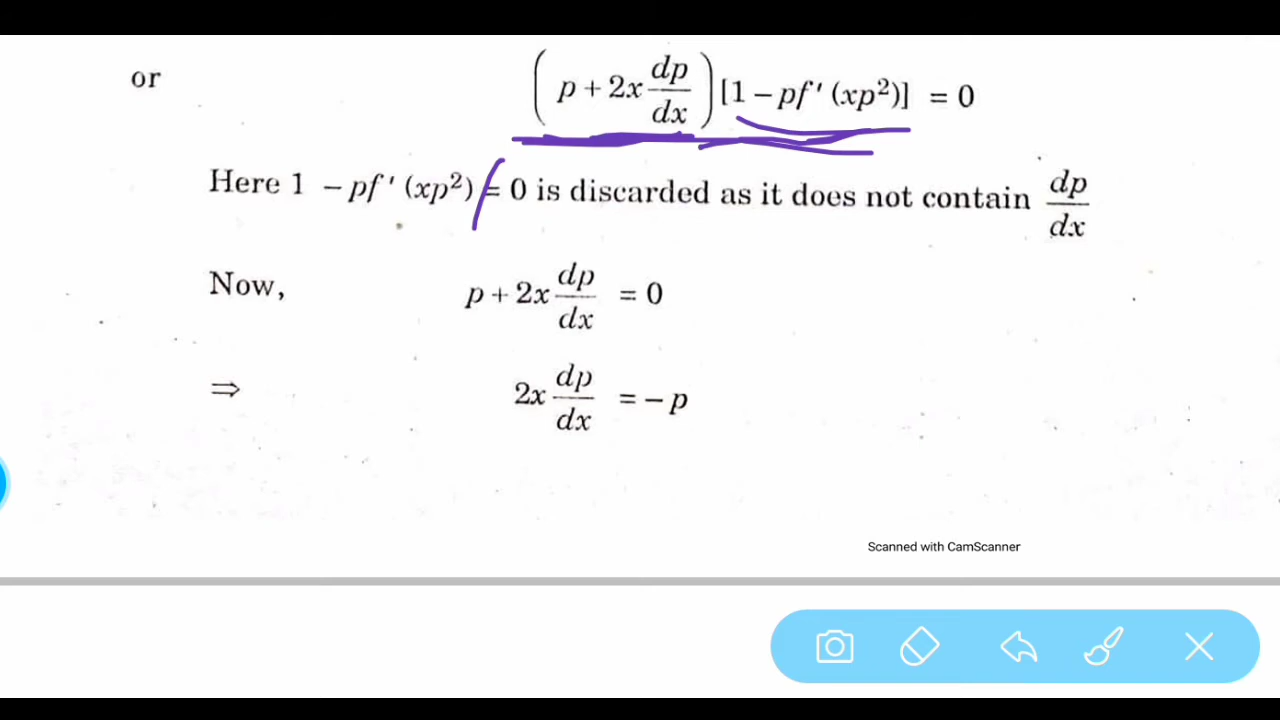 or (p + 2x dp/dx) [1 – pf ' (xp²)] = 0
Here 1 – pf ' (xp²) = 0 is discarded as it does not contain dp/dx
Now, p + 2x dp/dx = 0
⇒ 2x dp/dx = – p
Scanned with CamScanner